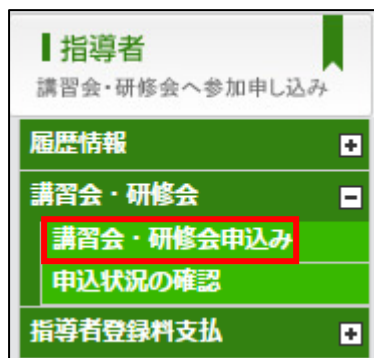 指導者
講習会・研修会へ参加申し込み
履歴情報
講習会・研修会
講習会・研修会申込み
申込状況の確認
指導者登録料支払